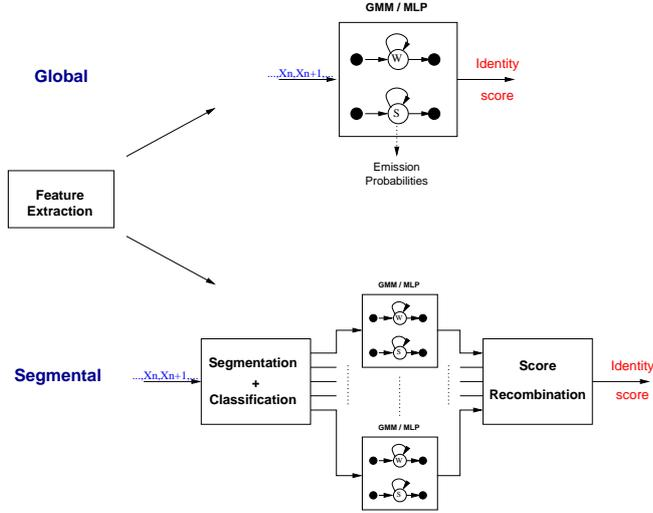 GMM / MLP
Global
...,Xn,Xn+1,...
W
S
Identity
score
Emission
Probabilities
Feature
Extraction
Segmental
...,Xn,Xn+1,...
Segmentation
+
Classification
GMM / MLP
W
S
GMM / MLP
W
S
Score
Recombination
Identity
score